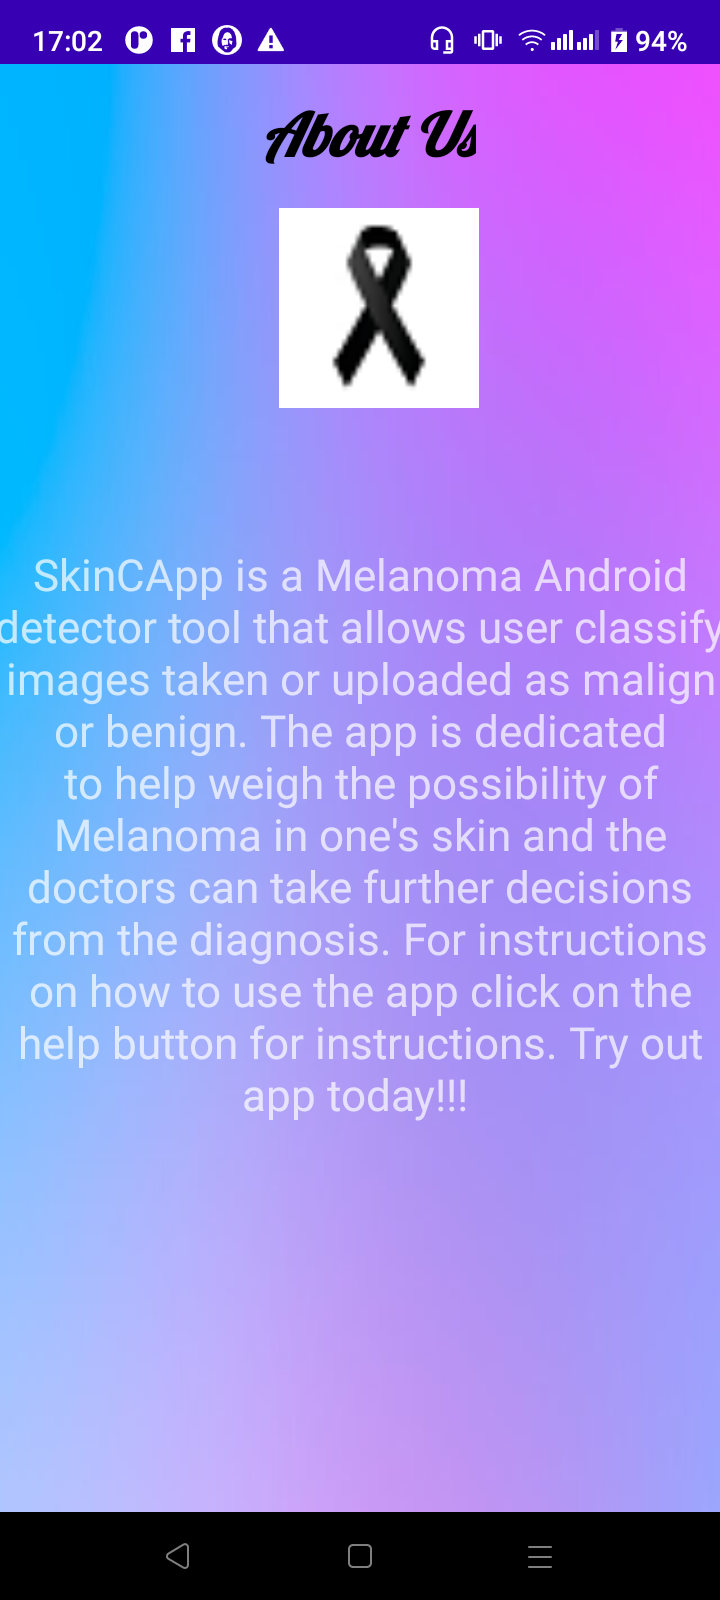 17:02
94%
About Us
SkinCApp is a Melanoma Android
detector tool that allows user classify
images taken or uploaded as malign
or benign. The app is dedicated
to help weigh the possibility of
Melanoma in one's skin and the
doctors can take further decisions
from the diagnosis. For instructions
on how to use the app click on the
help button for instructions. Try out
app today!!!